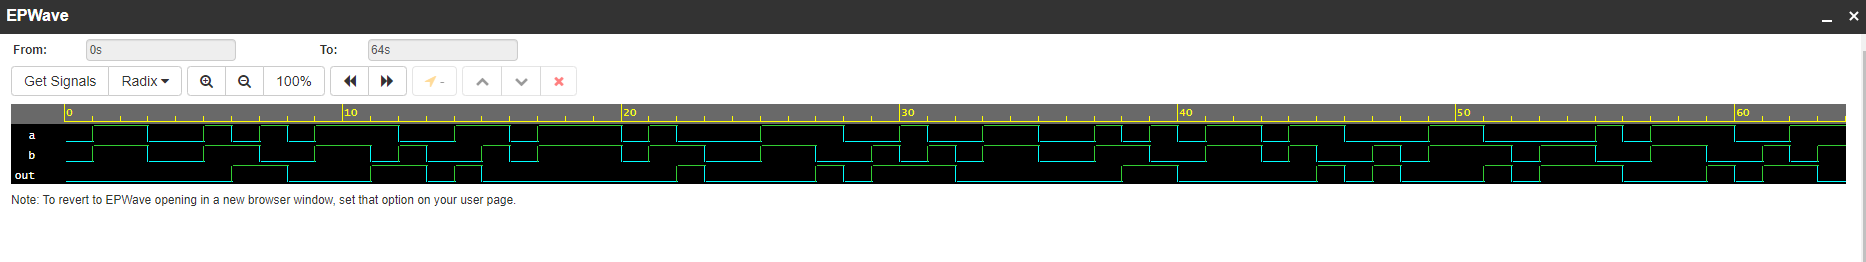 EPWave
From: 0s To: 64s
Get Signals Radix 100% -
0 10 20 30 40 50 60
a
b
out
Note: To revert to EPWave opening in a new browser window, set that option on your user page.